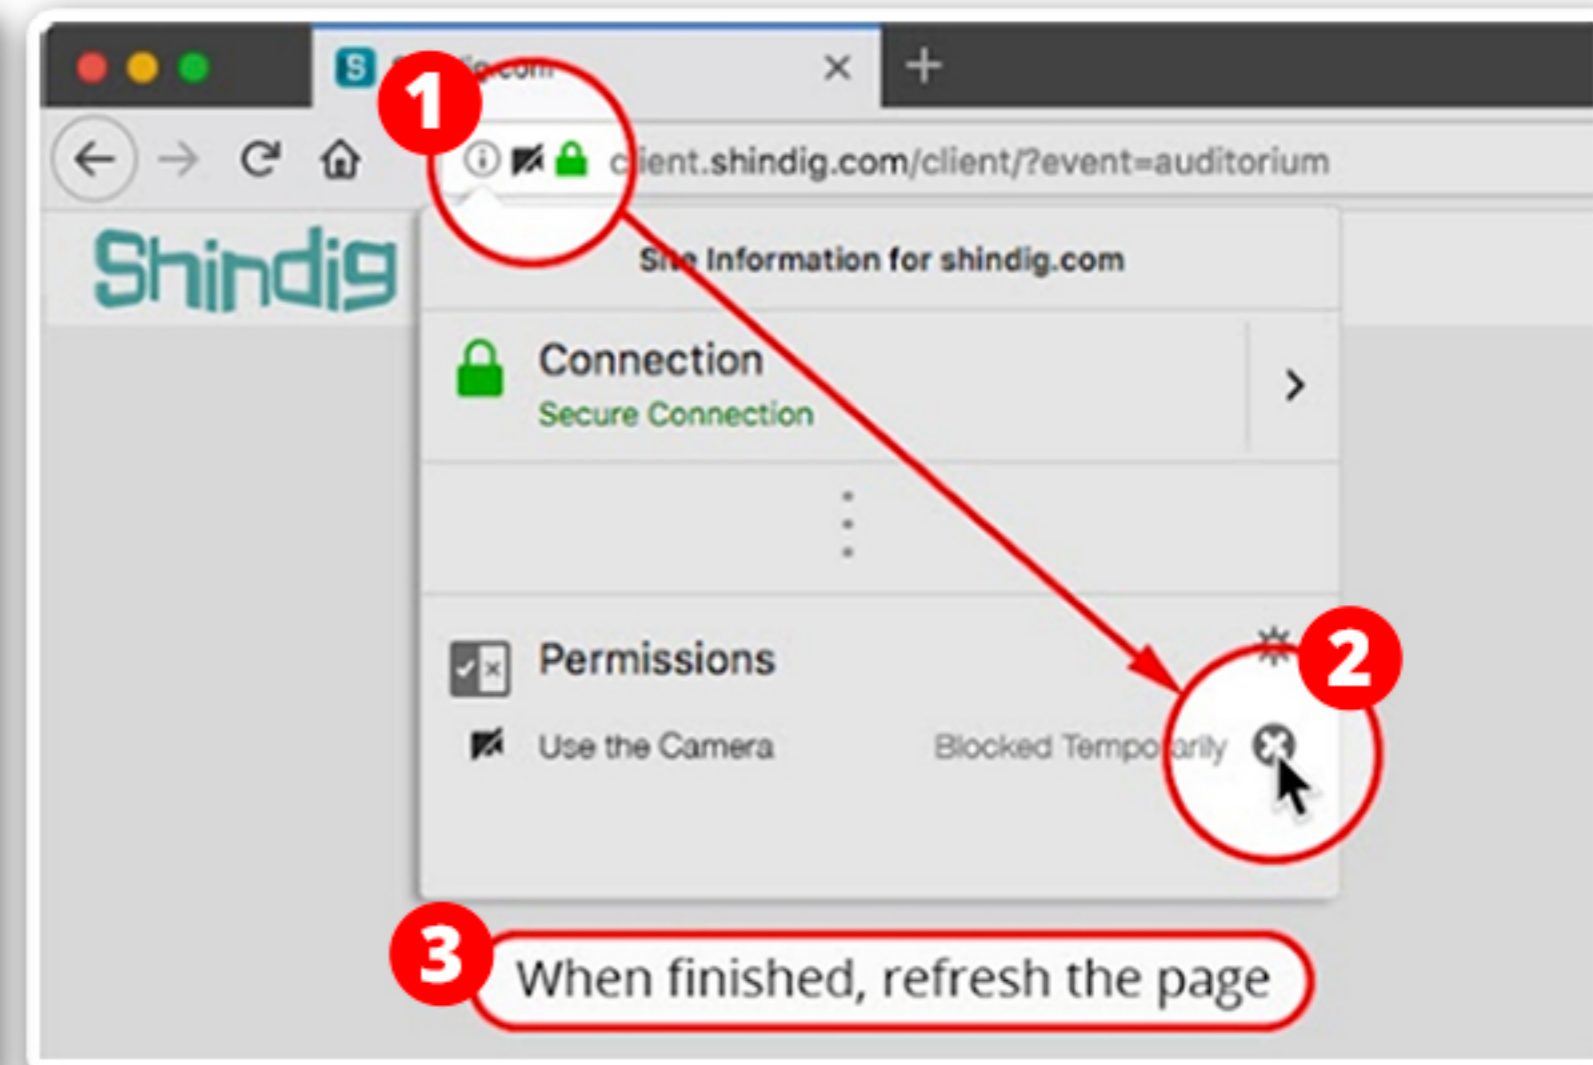 S
1
client.shindig.com/client/?event=auditorium
Shindig
Site Information for shindig.com
Connection
Secure Connection
Permissions
2
Use the Camera
Blocked Temporarily
3
When finished, refresh the page